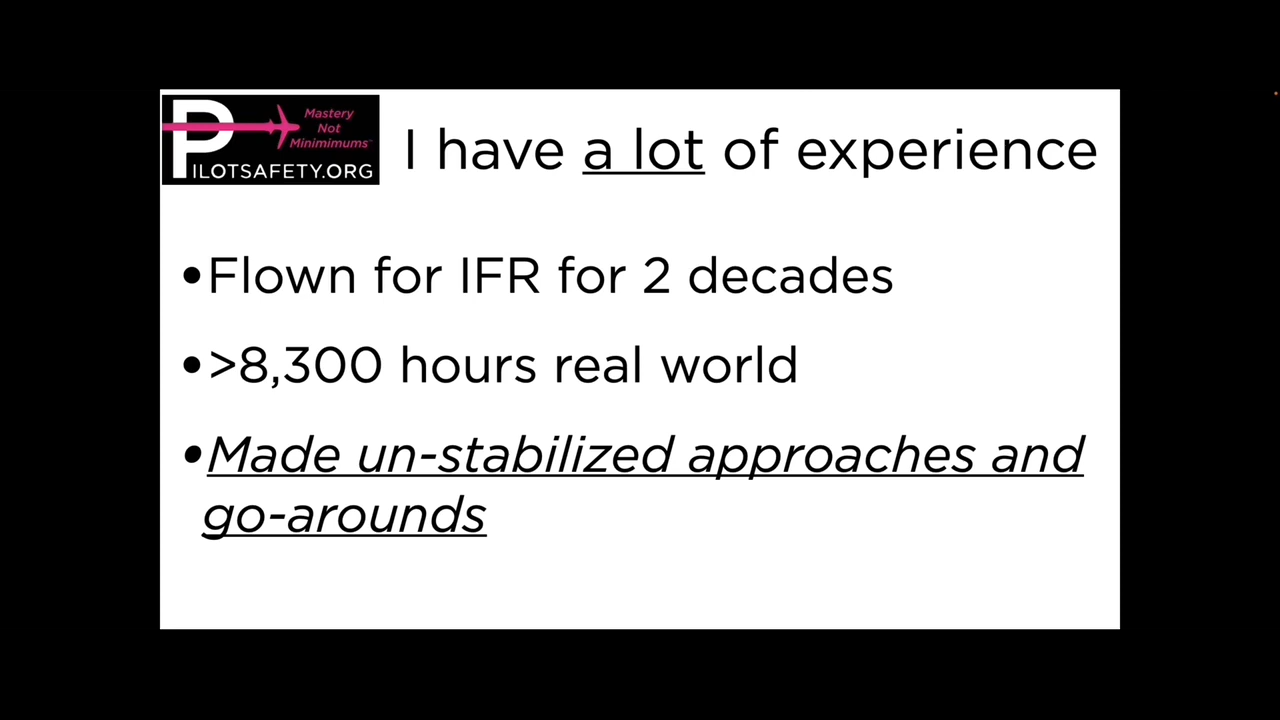 Mastery
Not
Minimimums™
PILOTSAFETY.ORG
I have a lot of experience
•Flown for IFR for 2 decades
•>8,300 hours real world
•Made un-stabilized approaches and
go-arounds